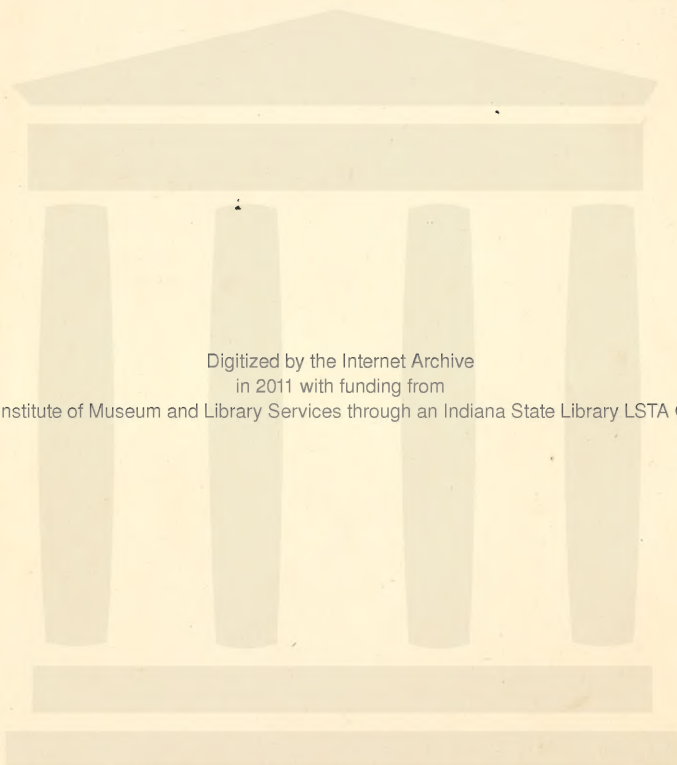 Digitized by the Internet Archive
in 2011 with funding from
nstitute of Museum and Library Services through an Indiana State Library LSTA